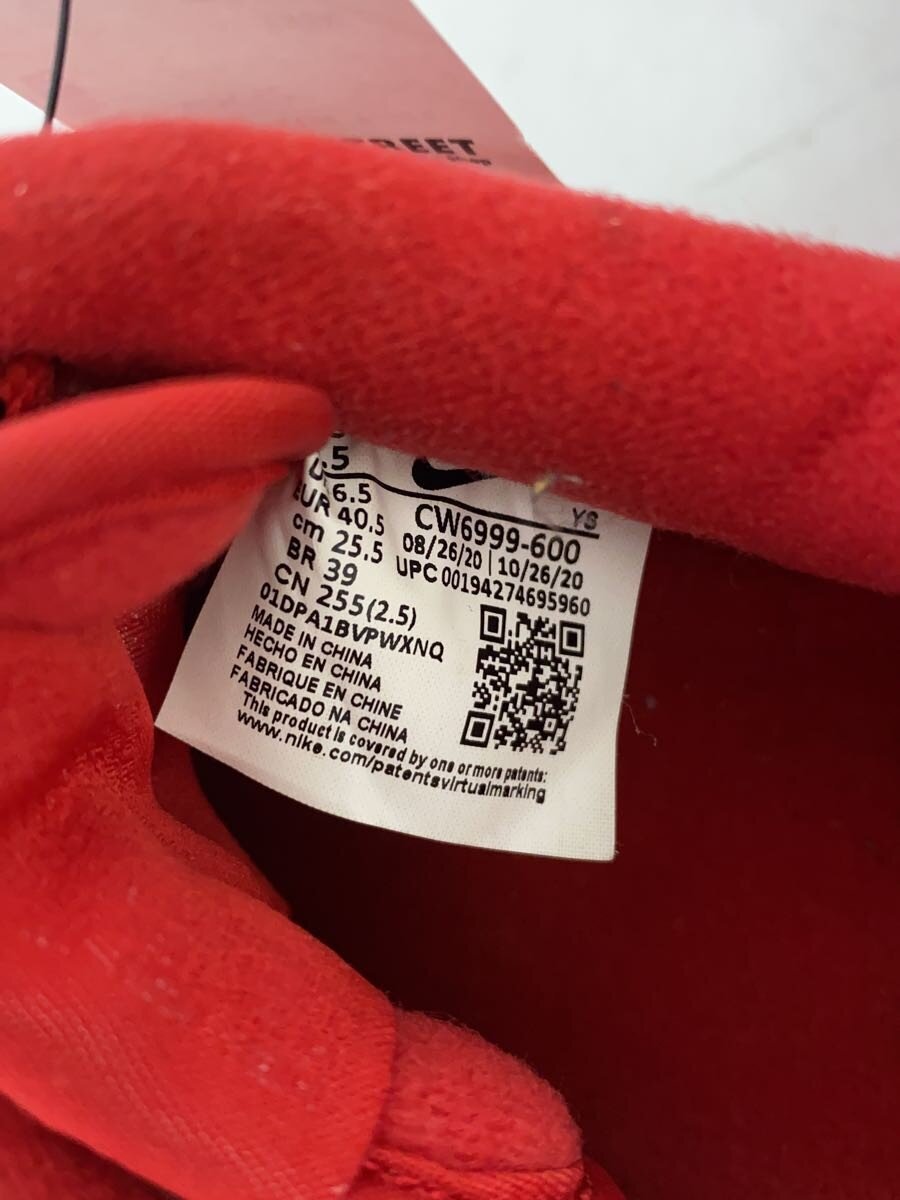 STREET
shop
.5
6.5
EUR 40.5
cm 25.5
BR 39
CN 255(2.5)
01DPA1BVPWXNQ
YS
CW6999-600
08/26/20 | 10/26/20
UPC 00194274695960
MADE IN CHINA
HECHO EN CHINA
FABRIQUE EN CHINE
FABRICADO NA CHINA
This product is covered by one or more patents:
www.nike.com/patentsvirtualmarking